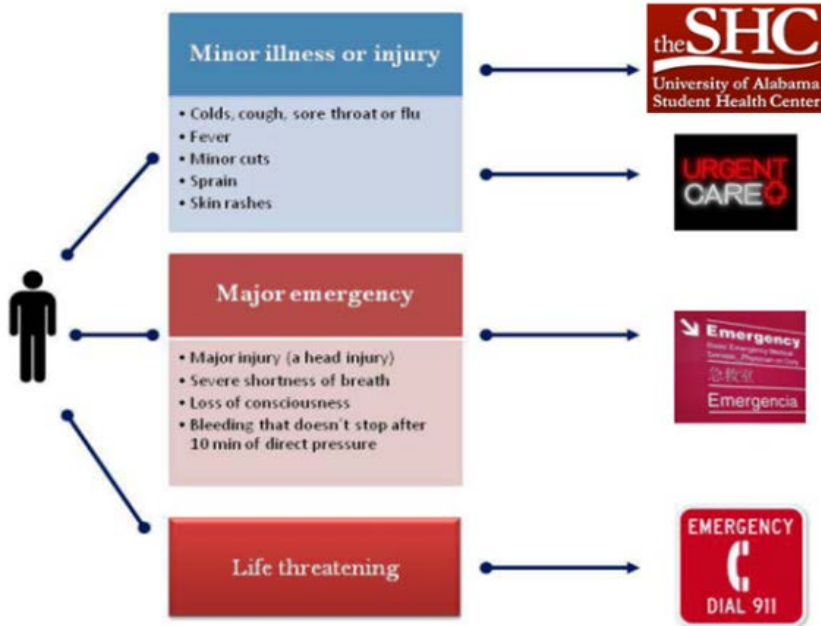 Minor illness or injury
• Colds, cough, sore throat or flu
• Fever
• Minor cuts
• Sprain
• Skin rashes
the SHC
University of Alabama
Student Health Center
URGENT
CARE
Major emergency
• Major injury (a head injury)
• Severe shortness of breath
• Loss of consciousness
• Bleeding that doesn't stop after
10 min of direct pressure
Emergency
急救室
Emergencia
Life threatening
EMERGENCY
DIAL 911